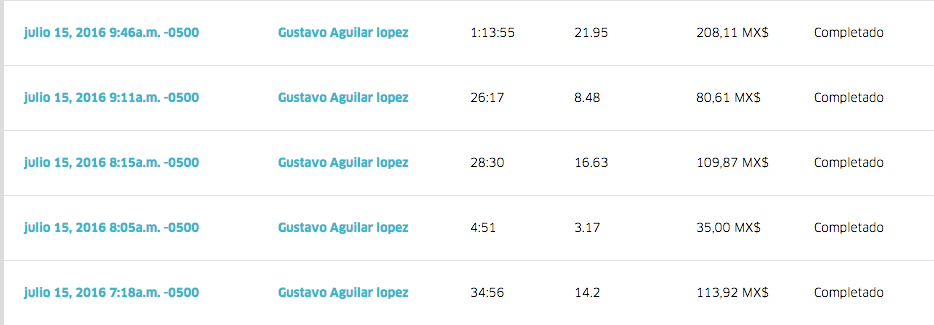 julio 15, 2016 9:46a.m. -0500 Gustavo Aguilar lopez 1:13:55 21.95 208,11 MX$ Completado
julio 15, 2016 9:11a.m. -0500 Gustavo Aguilar lopez 26:17 8.48 80,61 MX$ Completado
julio 15, 2016 8:15a.m. -0500 Gustavo Aguilar lopez 28:30 16.63 109,87 MX$ Completado
julio 15, 2016 8:05a.m. -0500 Gustavo Aguilar lopez 4:51 3.17 35,00 MX$ Completado
julio 15, 2016 7:18a.m. -0500 Gustavo Aguilar lopez 34:56 14.2 113,92 MX$ Completado